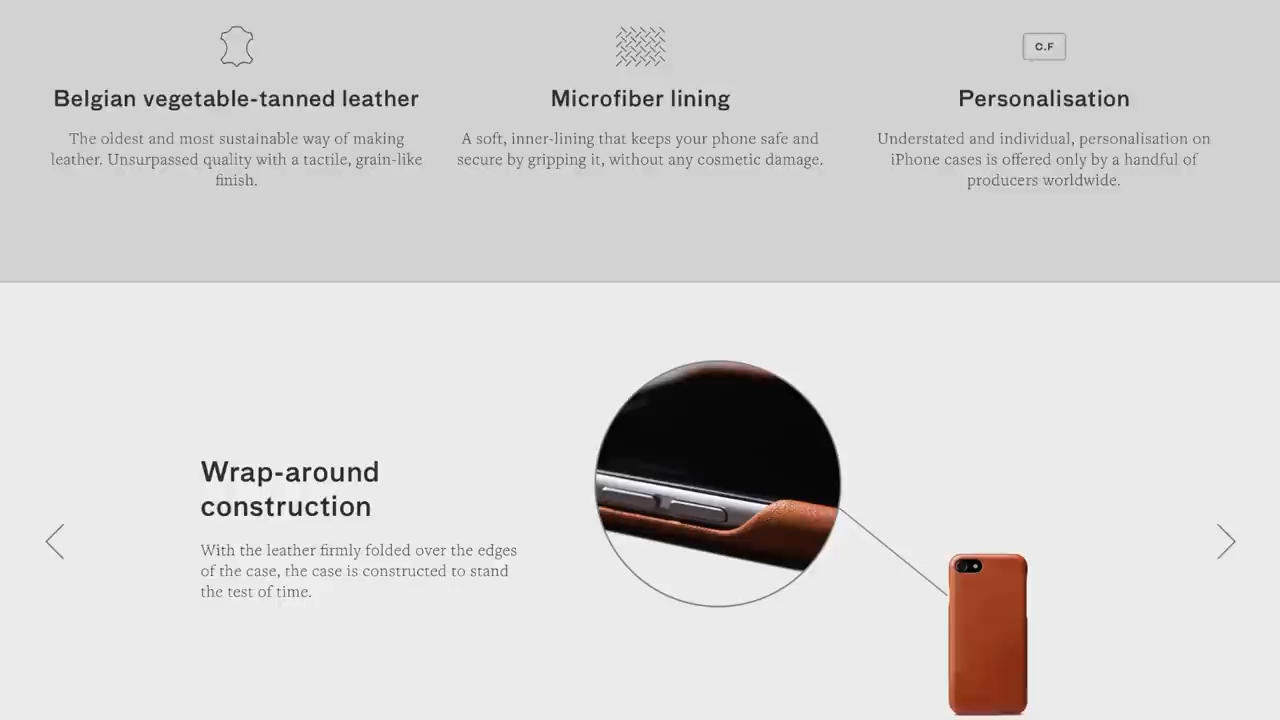 C.F
Belgian vegetable-tanned leather
The oldest and most sustainable way of making
leather. Unsurpassed quality with a tactile, grain-like
finish.
Microfiber lining
A soft, inner-lining that keeps your phone safe and
secure by gripping it, without any cosmetic damage.
Personalisation
Understated and individual, personalisation on
iPhone cases is offered only by a handful of
producers worldwide.
Wrap-around
construction
With the leather firmly folded over the edges
of the case, the case is constructed to stand
the test of time.